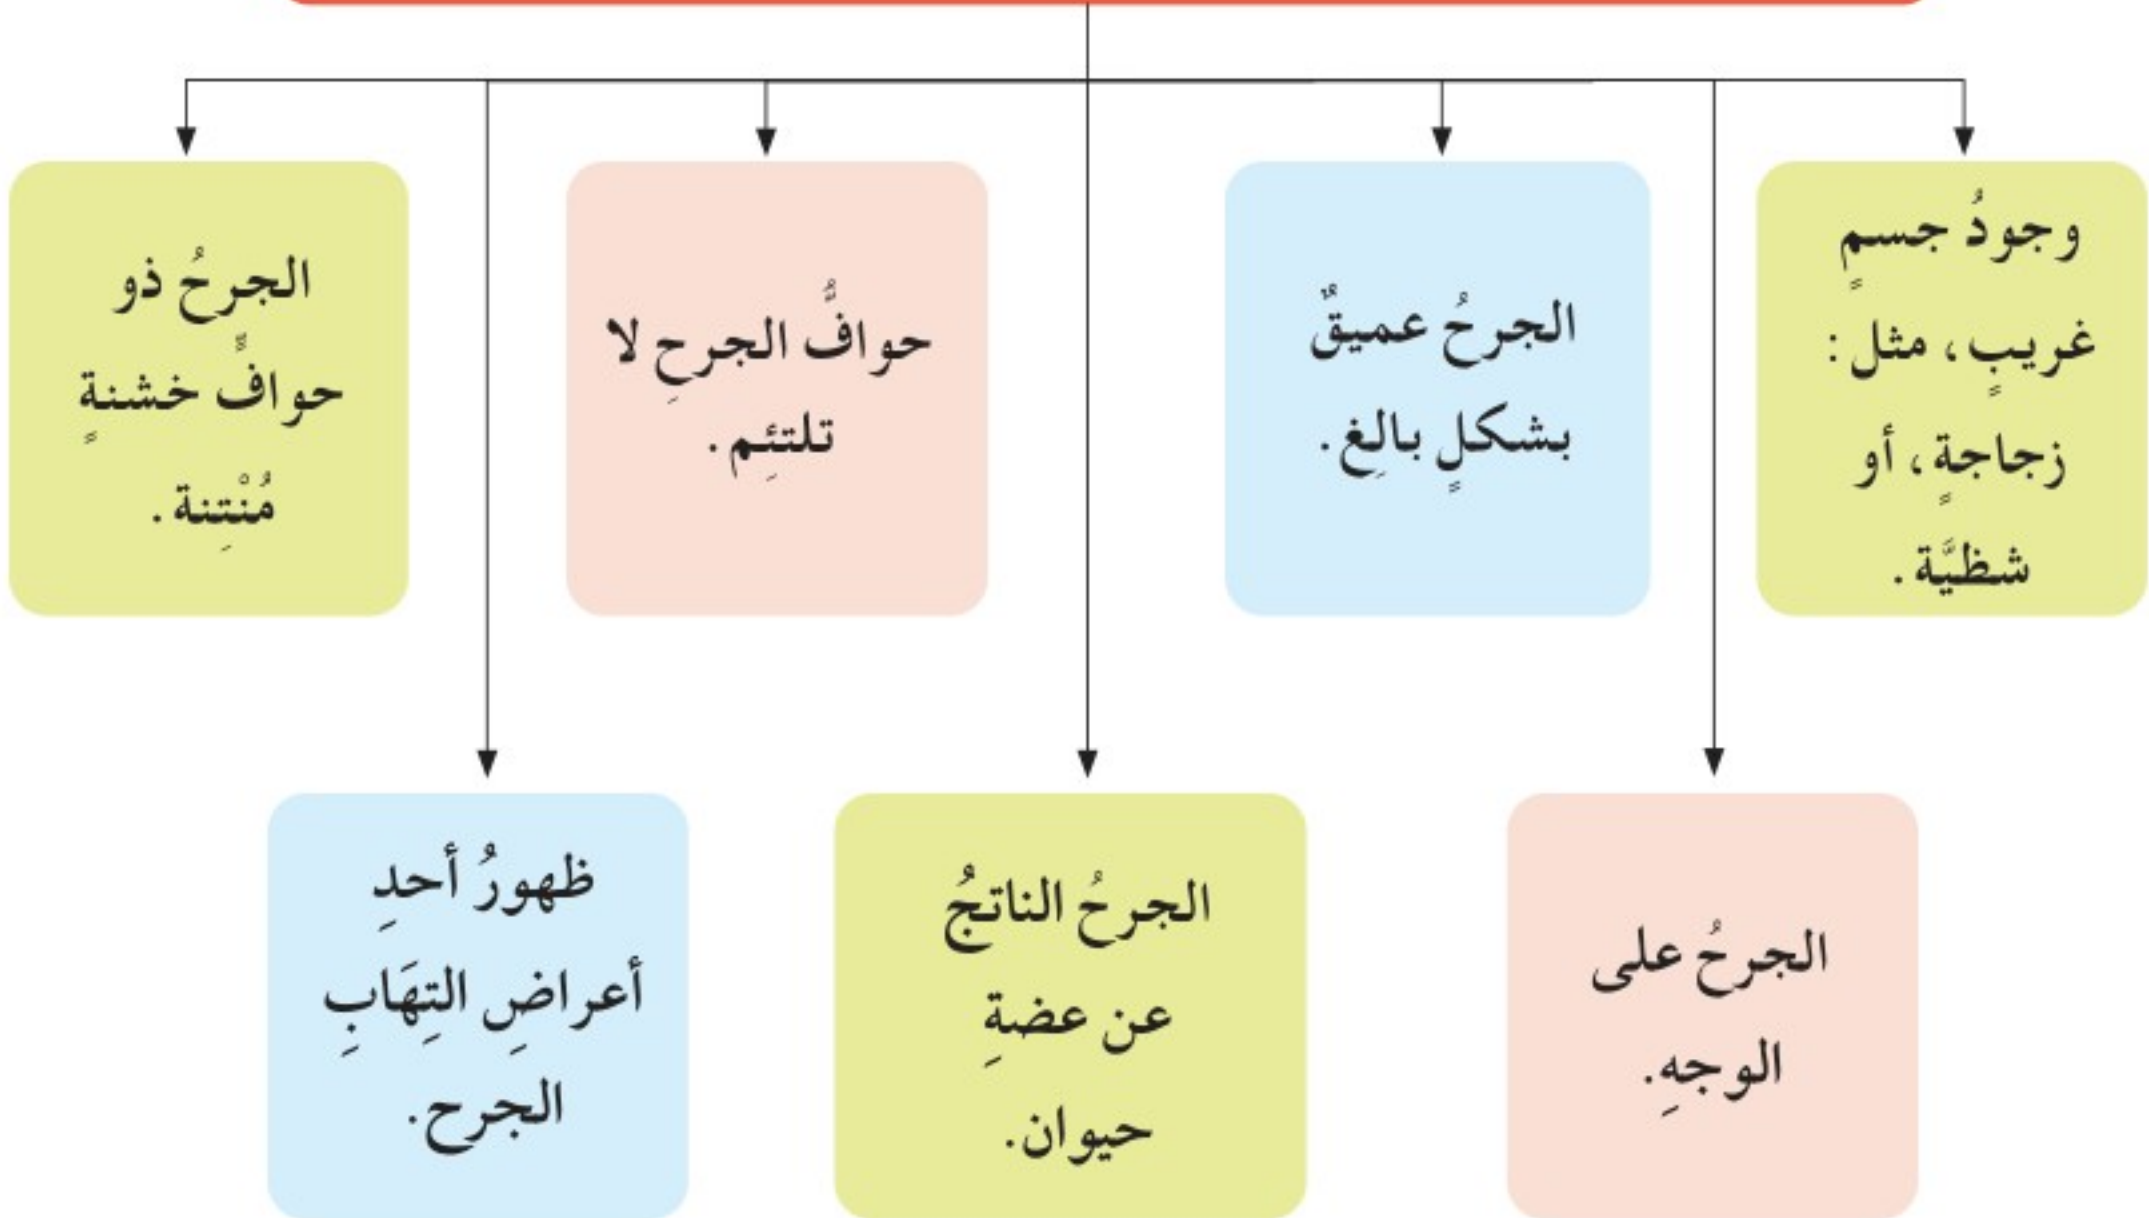 وجودُ جسمٍ
غريبٍ، مثل:
زجاجةٍ، أو
شظيَّة.
الجرحُ عميقٌ
بشكلٍ بالِغ.
حوافُّ الجرحِ لا
تلتئِم.
الجرحُ ذو
حوافٍّ خشنةٍ
مُنْتِنة.
الجرحُ على
الوجهِ.
الجرحُ الناتجُ
عن عضةِ
حيوان.
ظهورُ أحدِ
أعراضِ التِهَابِ
الجرح.